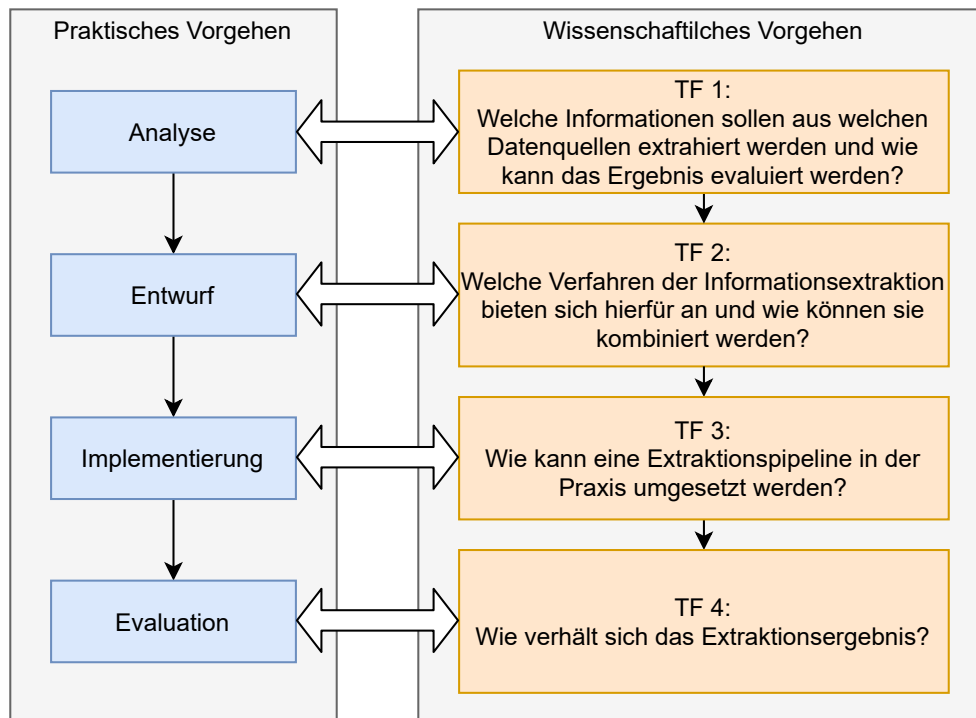 Praktisches Vorgehen
Analyse
Entwurf
Implementierung
Evaluation
Wissenschaftilches Vorgehen
TF 1:
Welche Informationen sollen aus welchen
Datenquellen extrahiert werden und wie
kann das Ergebnis evaluiert werden?
TF 2:
Welche Verfahren der Informationsextraktion
bieten sich hierfür an und wie können sie
kombiniert werden?
TF 3:
Wie kann eine Extraktionspipeline in der
Praxis umgesetzt werden?
TF 4:
Wie verhält sich das Extraktionsergebnis?